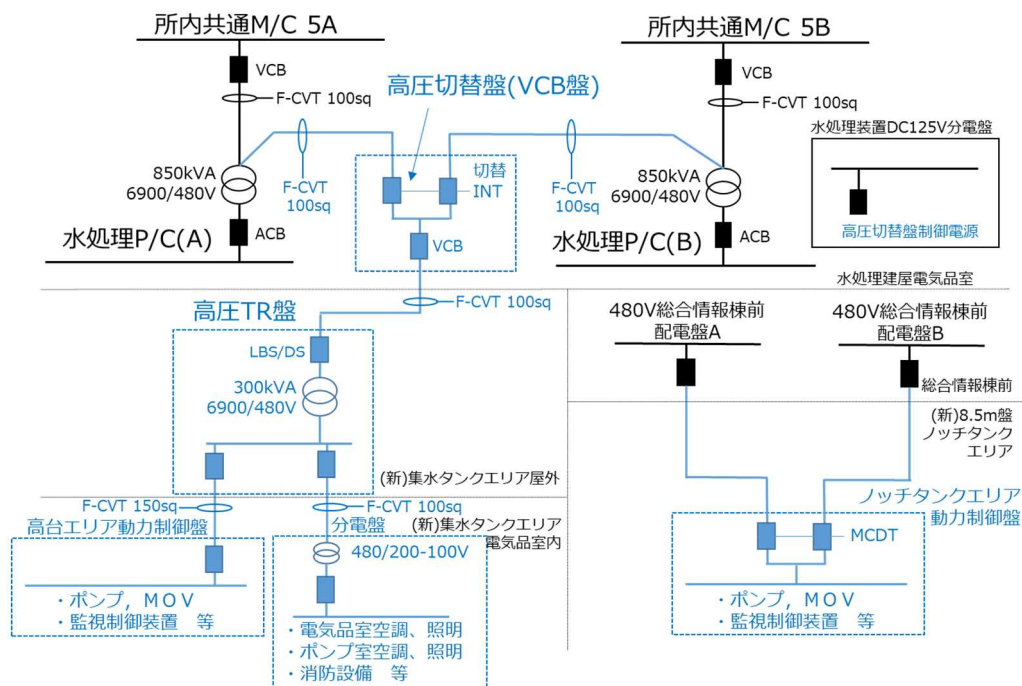 所内共通M/C 5A
所内共通M/C 5B
VCB
F-CVT 100sq
高圧切替盤(VCB盤)
VCB
F-CVT 100sq
水処理装置DC125V分電盤
高圧切替盤制御電源
850kVA
6900/480V
F-CVT
100sq
切替
INT
F-CVT
100sq
850kVA
6900/480V
ACB
水処理P/C(A)
VCB
水処理P/C(B)
ACB
水処理建屋電気品室
F-CVT 100sq
高圧TR盤
LBS/DS
300kVA
6900/480V
(新)集水タンクエリア屋外
480V総合情報棟前
配電盤A
480V総合情報棟前
配電盤B
総合情報棟前
(新)8.5m盤
ノッチタンク
エリア
F-CVT 150sq
F-CVT 100sq
高台エリア動力制御盤
分電盤
(新)集水タンクエリア
電気品室内
480/200-100V
ノッチタンクエリア
動力制御盤
MCDT
・ポンプ, ＭＯＶ
・監視制御装置　等
・電気品室空調、照明
・ポンプ室空調、照明
・消防設備　等
・ポンプ, ＭＯＶ
・監視制御装置　等